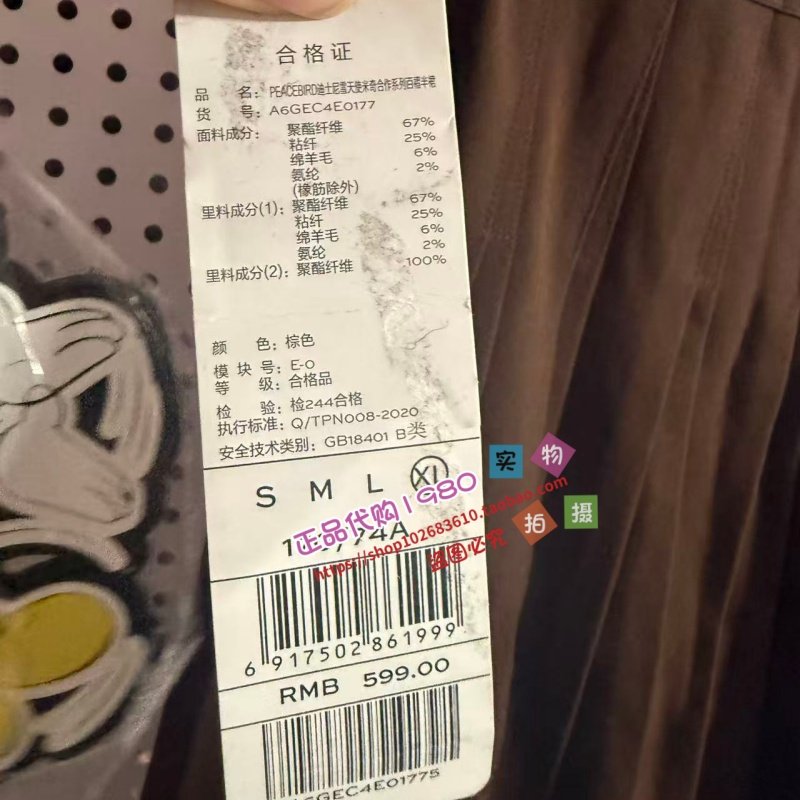 合格证
品 名: PEACEBIRD迪士尼雪天使米奇合作系列百褶半裙
货 号: A6GEC4E0177
面料成分: 聚酯纤维 67%
粘纤 25%
绵羊毛 6%
氨纶 2%
(橡筋除外)
里料成分(1): 聚酯纤维 67%
粘纤 25%
绵羊毛 6%
氨纶 2%
里料成分(2): 聚酯纤维 100%
颜 色: 棕色
模 块 号: E-0
等 级: 合格品
检 验: 检244合格
执行标准: Q/TPN008-2020
安全技术类别: GB18401 B类
S M L XL
正品代购1980
实物
拍摄
https://shop102683610.taobao.com
盗图必究
6 917502 861999
RMB 599.00
A6GEC4E01775